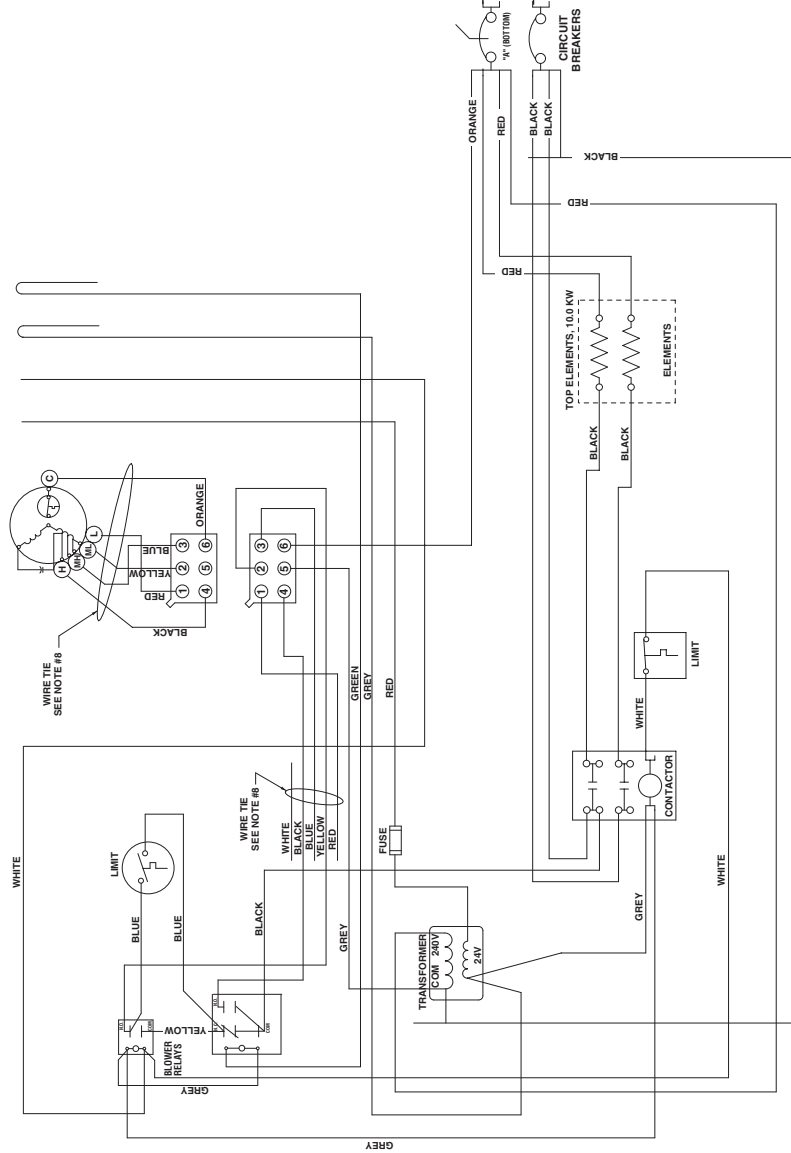 "A" (BOTTOM)
CIRCUIT
BREAKERS
ORANGE
RED
BLACK
BLACK
BLACK
RED
RED
TOP ELEMENTS, 10.0 KW
ELEMENTS
BLACK
BLACK
C
L
ML
MH
H
BLUE
YELLOW
RED
ORANGE
BLACK
1 2 3
4 5 6
1 2 3
4 5 6
WIRE TIE
SEE NOTE #8
GREEN
GREY
RED
WIRE TIE
SEE NOTE #8
WHITE
BLACK
BLUE
YELLOW
RED
FUSE
LIMIT
WHITE
CONTACTOR
WHITE
LIMIT
BLUE
BLUE
BLACK
GREY
WHITE
TRANSFORMER
COM 240V
24V
GREY
N.O.
COM
YELLOW
N.O.
N.C.
COM
BLOWER
RELAYS
GREY
GREY